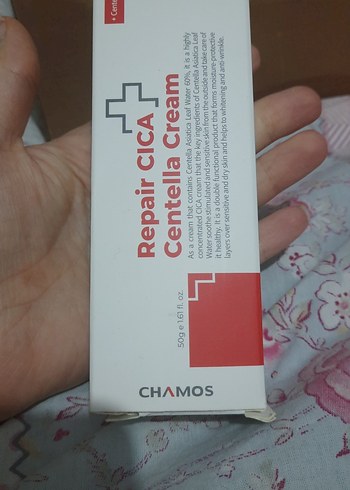 • Cente
Repair CICA
Centella Cream
As a cream that contains Centella Asiatica Leaf Water 60%, it is a highly
concentrated CICA cream that the key ingredients of Centella Asiatica Leaf
Water soothe stimulated and sensitive skin from the outside and take care of
it healthy. It is a double functional product that forms moisture-protective
layers over sensitive and dry skin and helps to whitening and anti-wrinkle.
50g e 1.61 fl. oz.
CHAMOS